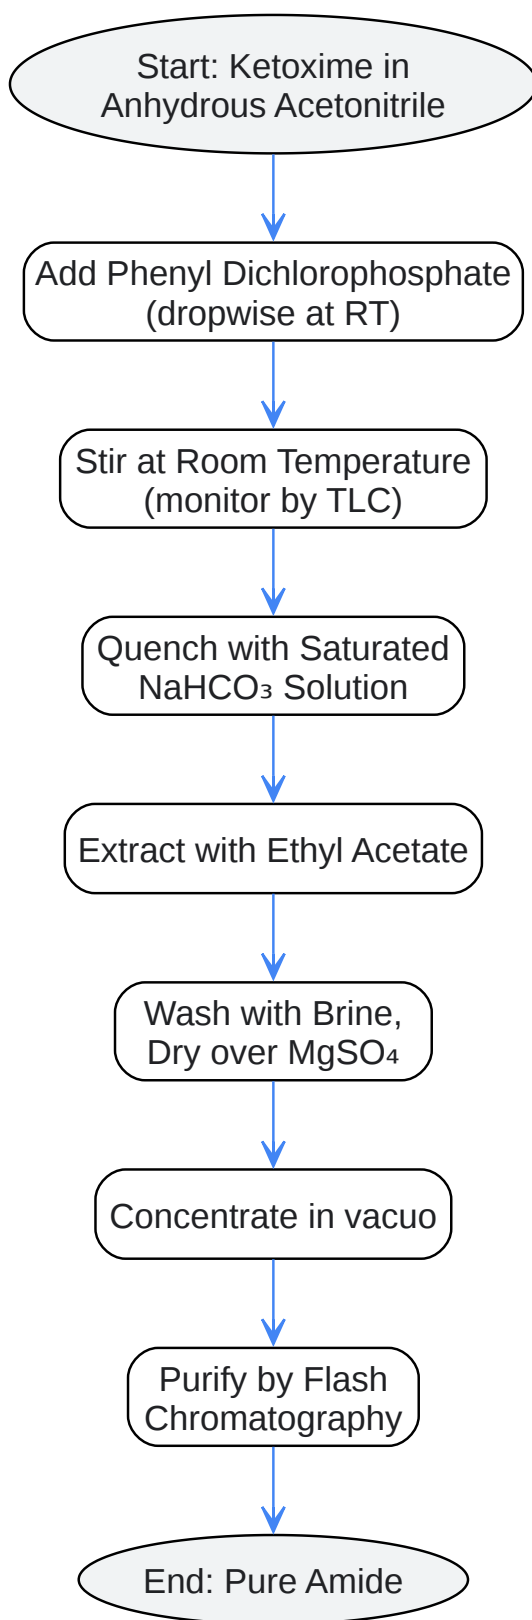 Start: Ketoxime in
Anhydrous Acetonitrile
Add Phenyl Dichlorophosphate
(dropwise at RT)
Stir at Room Temperature
(monitor by TLC)
Quench with Saturated
NaHCO₃ Solution
Extract with Ethyl Acetate
Wash with Brine,
Dry over MgSO₄
Concentrate in vacuo
Purify by Flash
Chromatography
End: Pure Amide